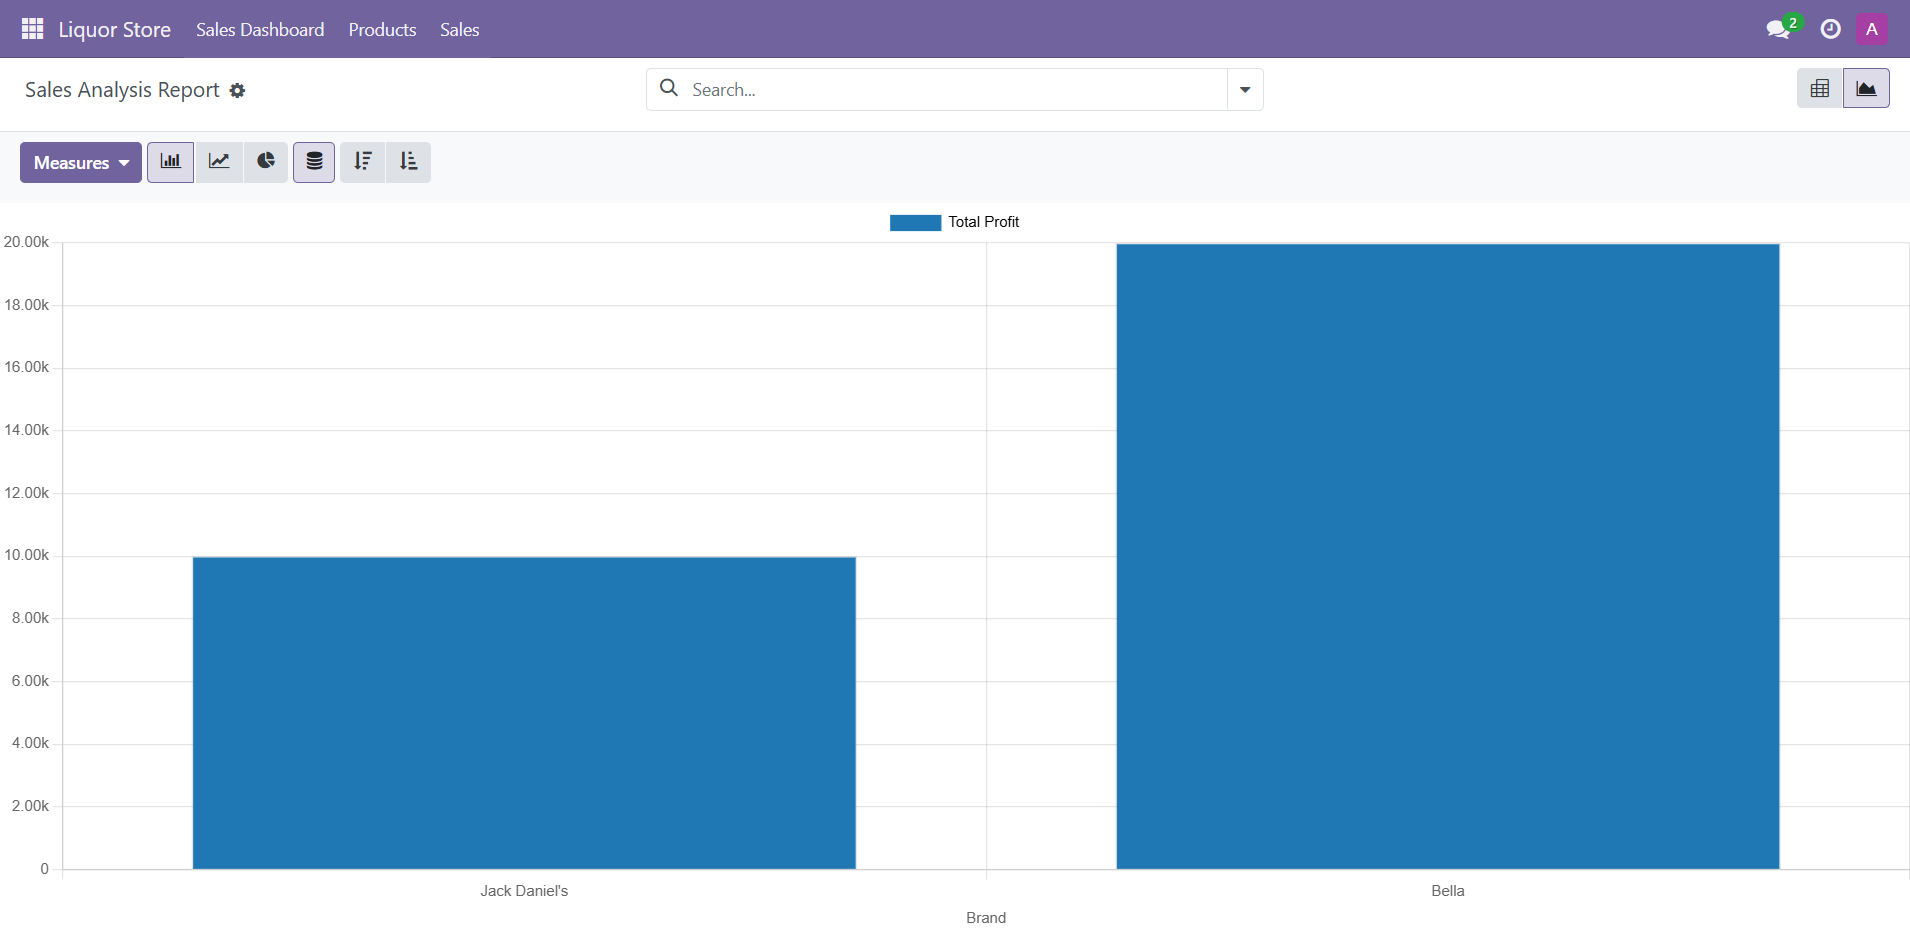 Liquor Store Sales Dashboard Products Sales 2 A
Sales Analysis Report Search...
Measures
Total Profit
20.00k
18.00k
16.00k
14.00k
12.00k
10.00k
8.00k
6.00k
4.00k
2.00k
0
Jack Daniel's Bella
Brand